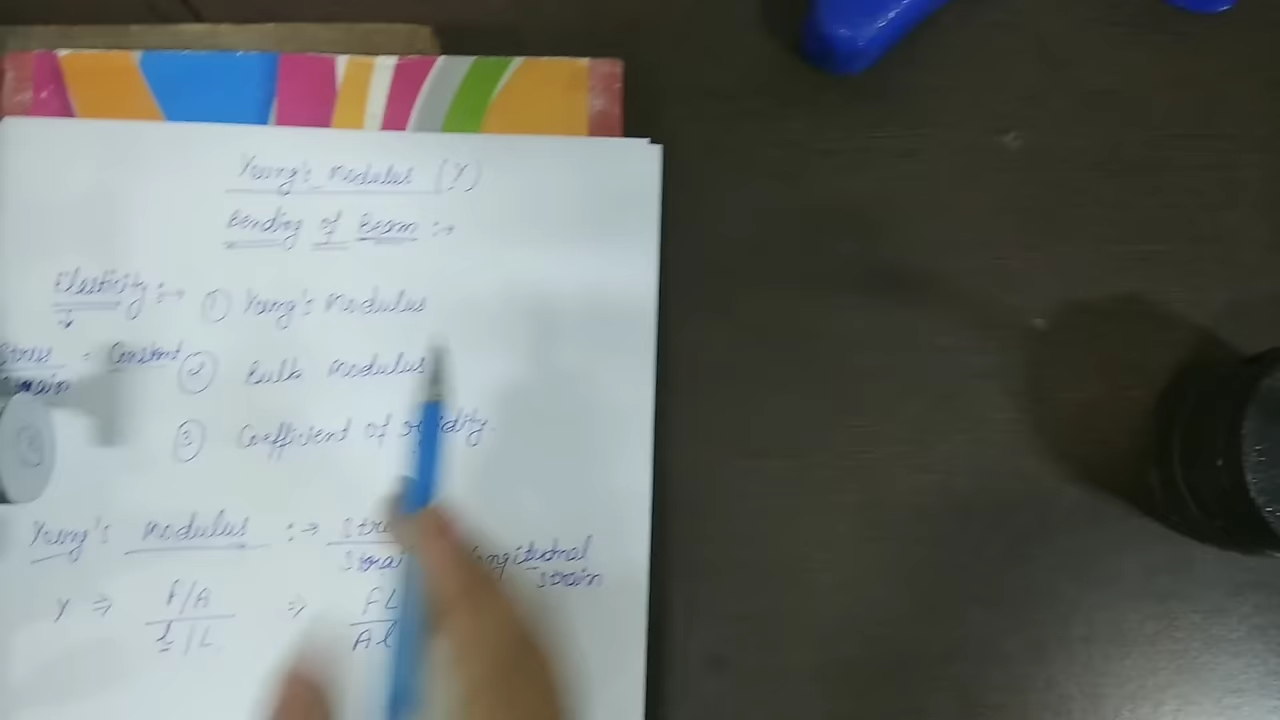 Young's Modulus (Y)
Bending of Beam :→
Elasticity :→ ① Young's Modulus
Stress / Strain = Constant ② Bulk Modulus
③ Coefficient of rigidity.
Young's Modulus :→
Longitudinal strain
Y ⇒ F/A / l/L ⇒ FL / Al